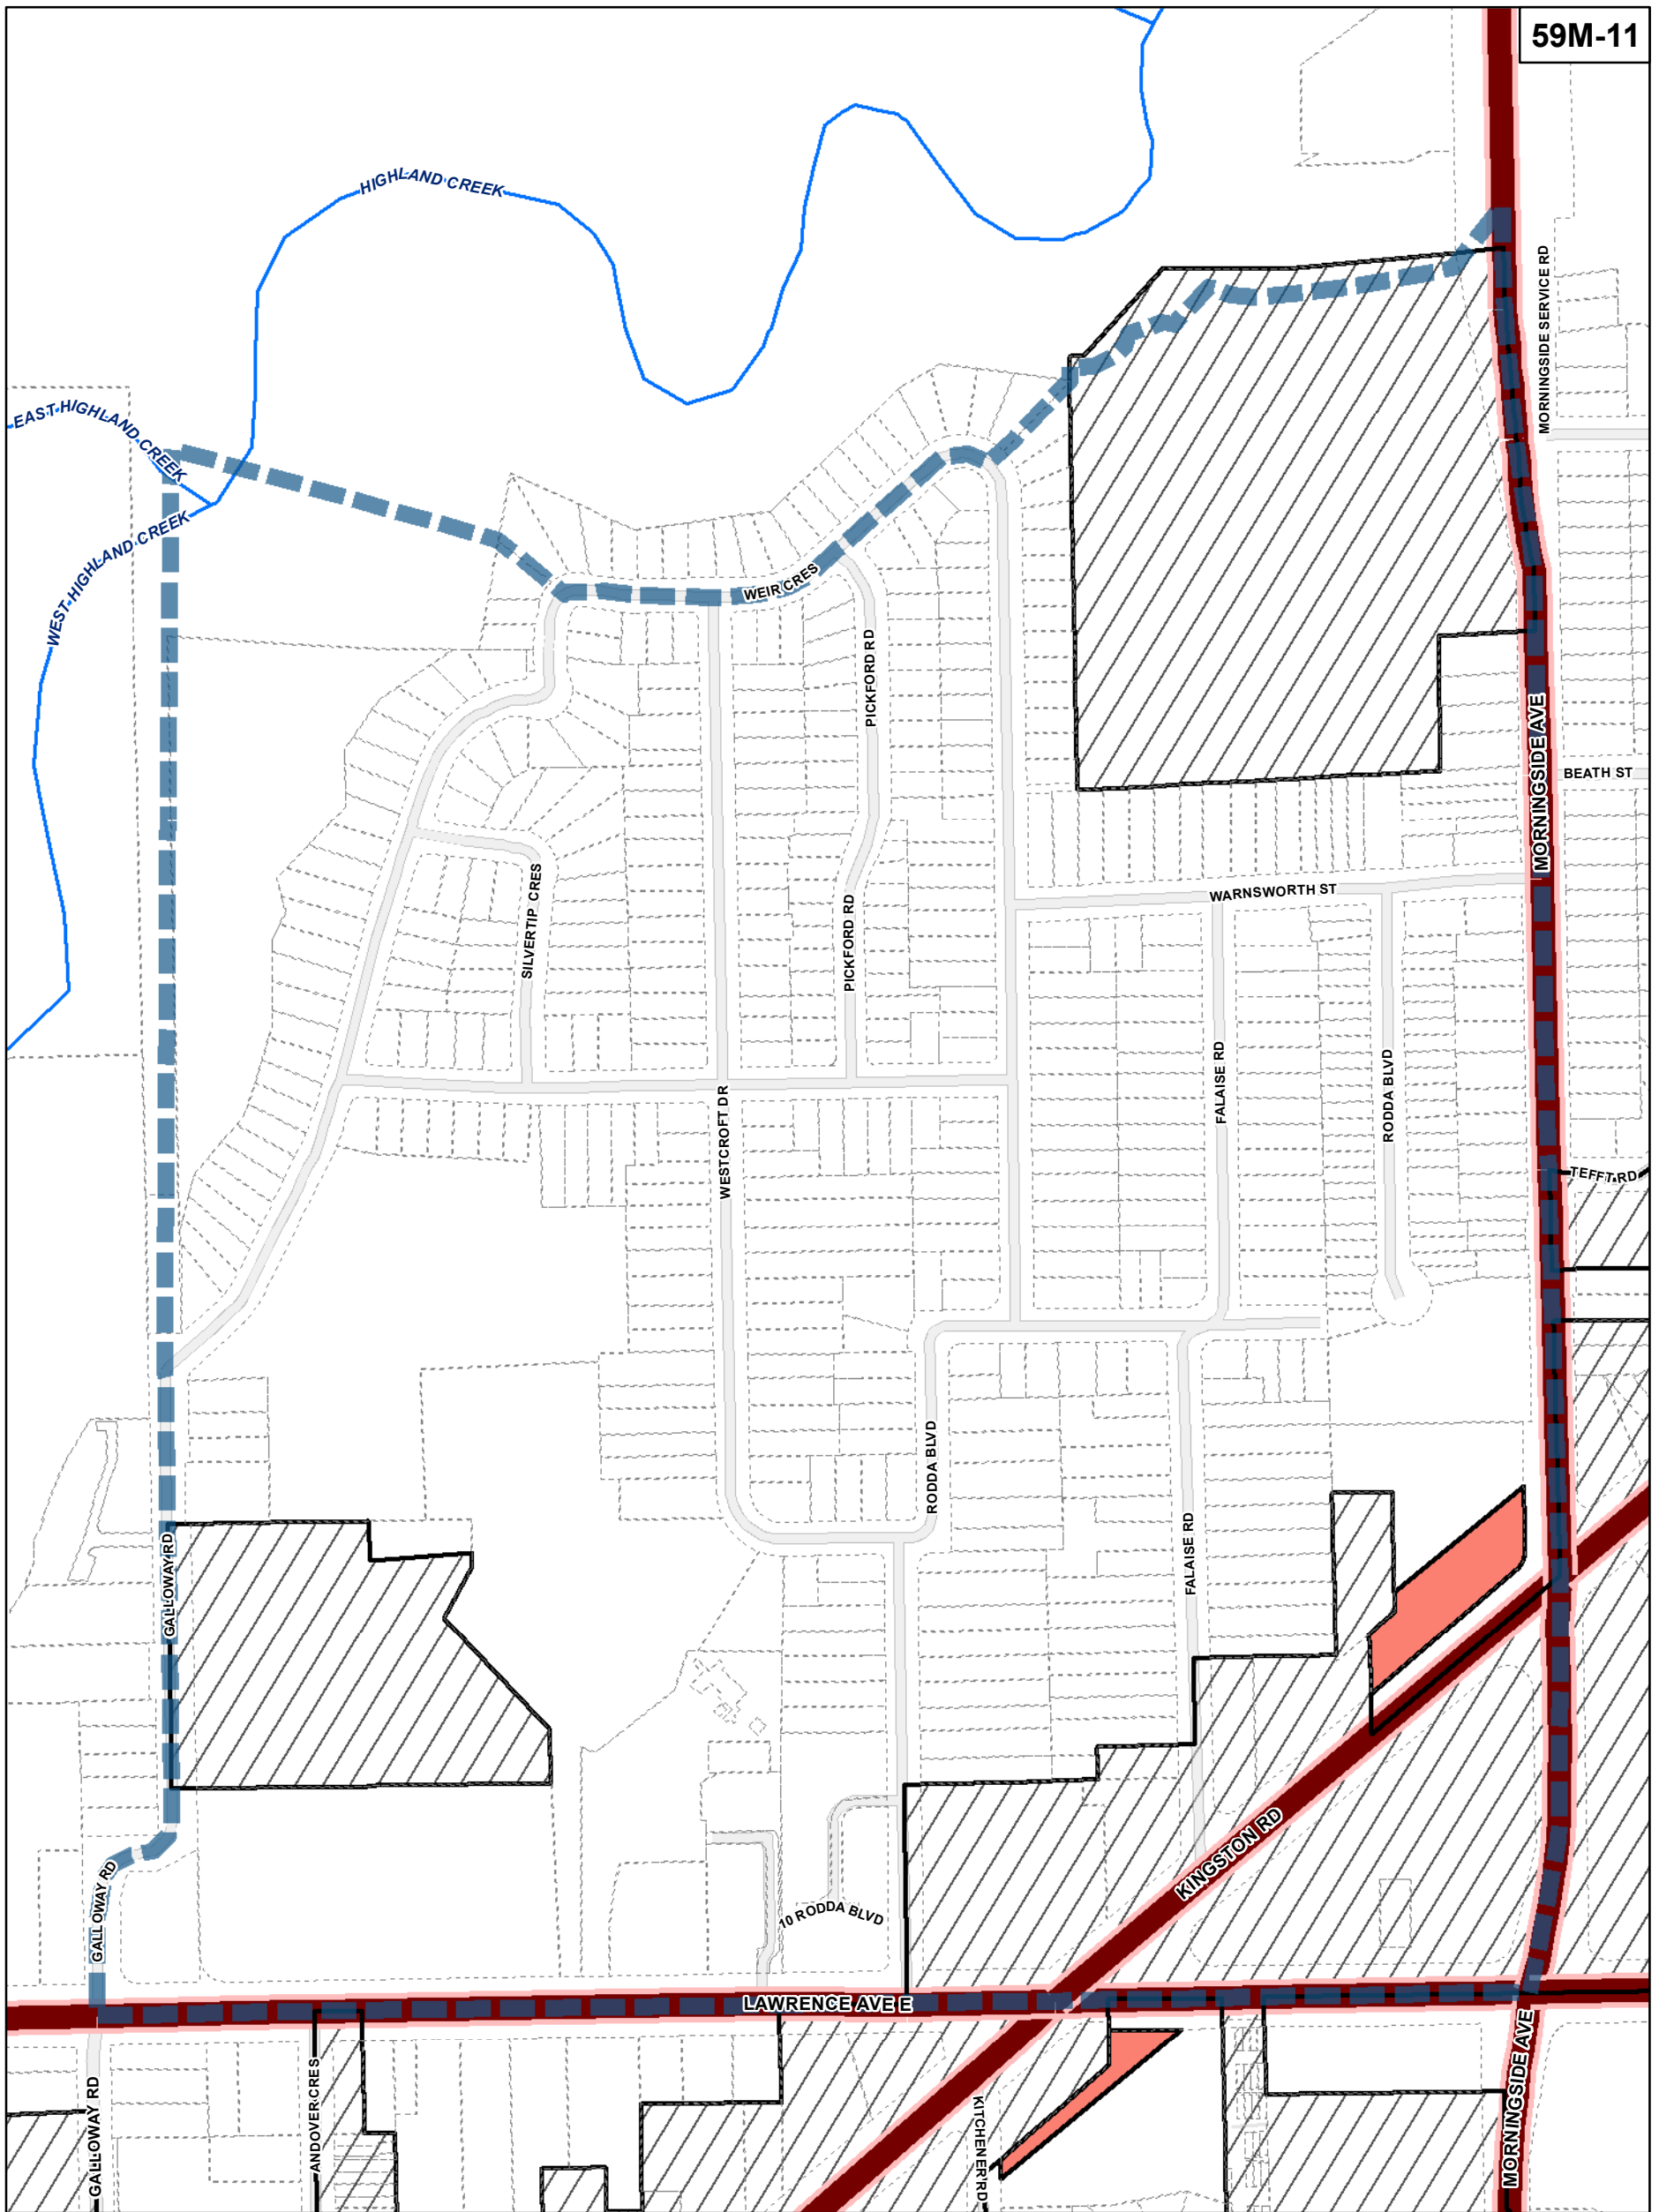 59M-11
HIGHLAND CREEK
MORNINGSIDE SERVICE RD
EAST HIGHLAND CREEK
WEST HIGHLAND CREEK
WEIR CRES
PICKFORD RD
MORNINGSIDE AVE
BEATH ST
WARNSWORTH ST
SILVERTIP CRES
PICKFORD RD
FALAISE RD
RODDA BLVD
WESTCROFT DR
TEFFT RD
RODDA BLVD
FALAISE RD
GALLOWAY RD
KINGSTON RD
GALLOWAY RD
10 RODDA BLVD
LAWRENCE AVE E
MORNINGSIDE AVE
GALLOWAY RD
ANDOVER CRES
KITCHENER RD